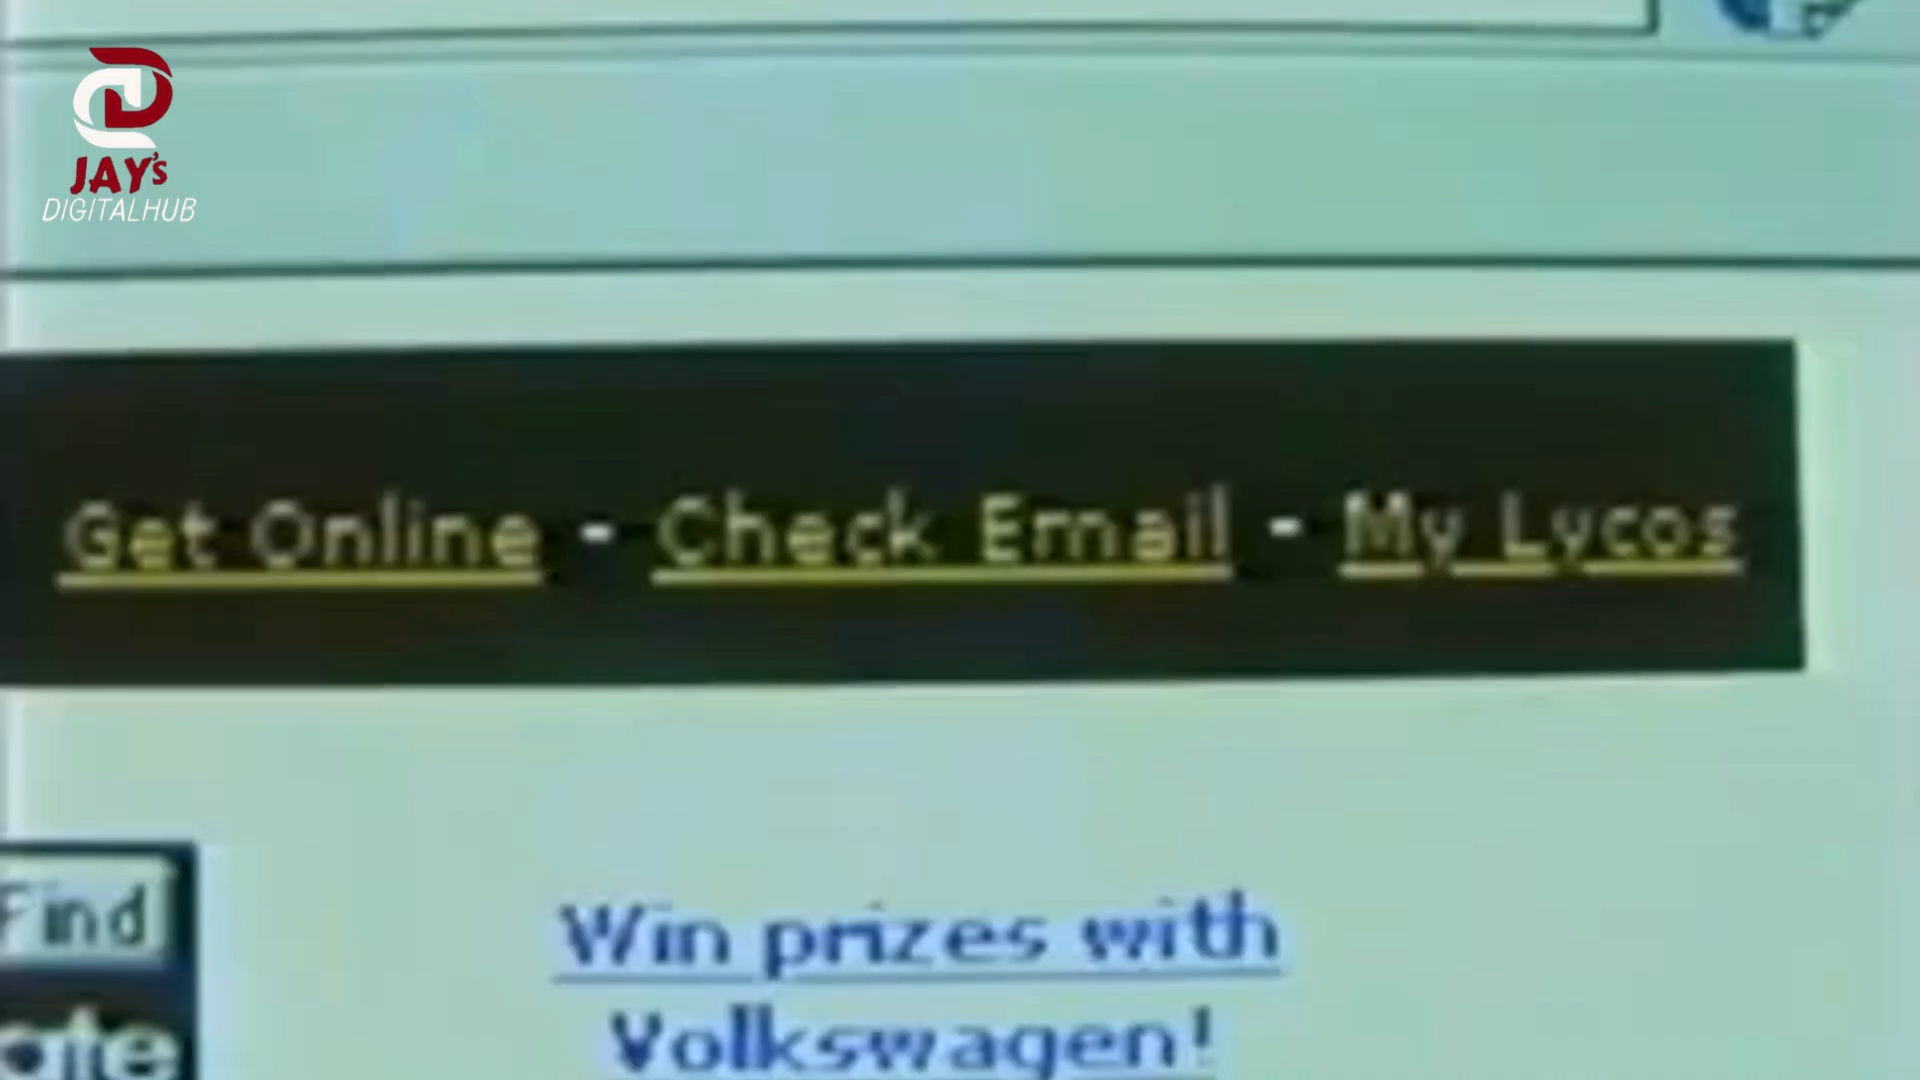 JAY's
DIGITALHUB
Get Online - Check Email - My Lycos
Find
Win prizes with
Volkswagen!